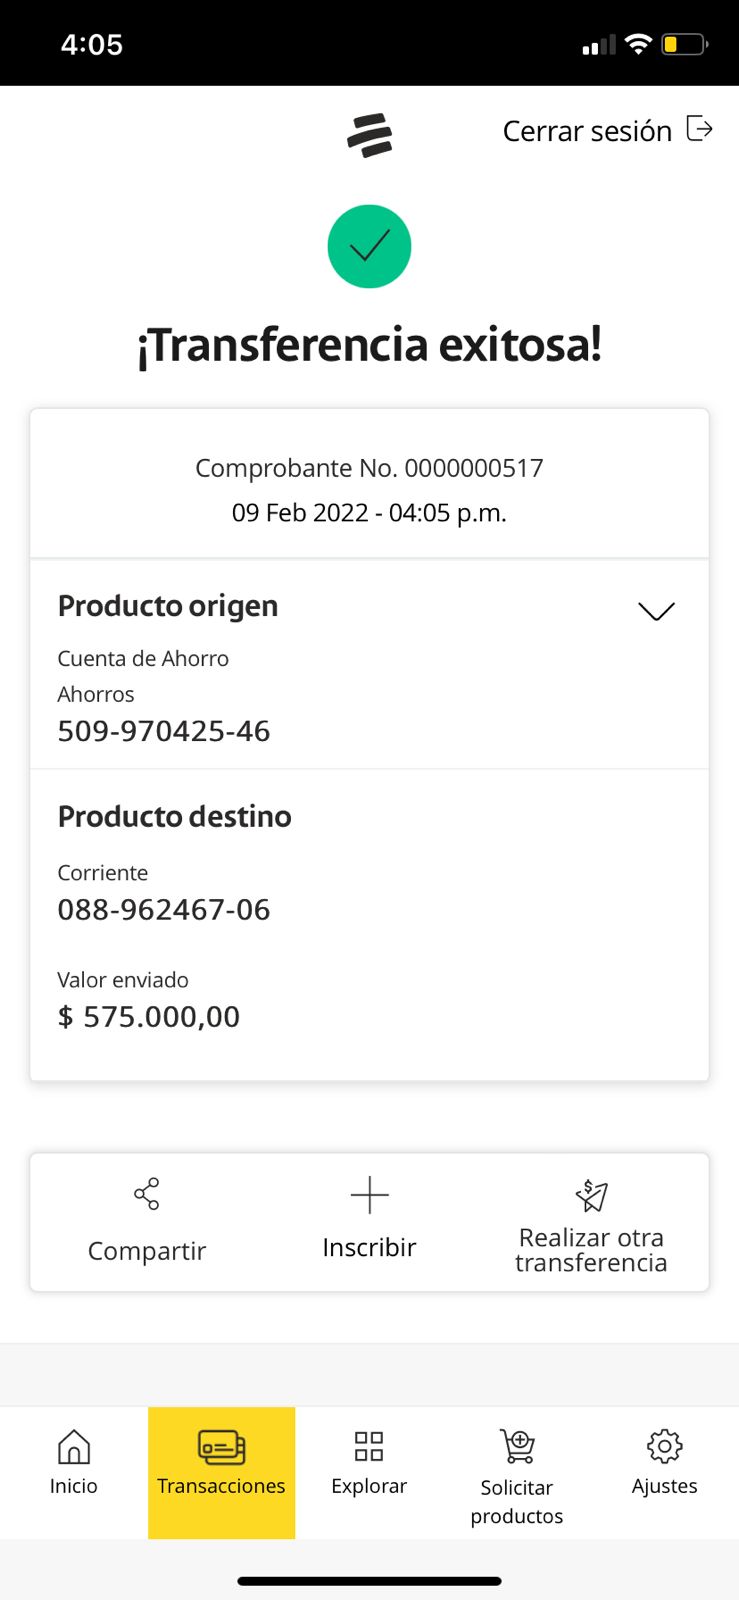 4:05
Cerrar sesión
¡Transferencia exitosa!
Comprobante No. 0000000517
09 Feb 2022 - 04:05 p.m.
Producto origen
Cuenta de Ahorro
Ahorros
509-970425-46
Producto destino
Corriente
088-962467-06
Valor enviado
$ 575.000,00
Compartir
Inscribir
Realizar otra
transferencia
Inicio
Transacciones
Explorar
Solicitar
productos
Ajustes